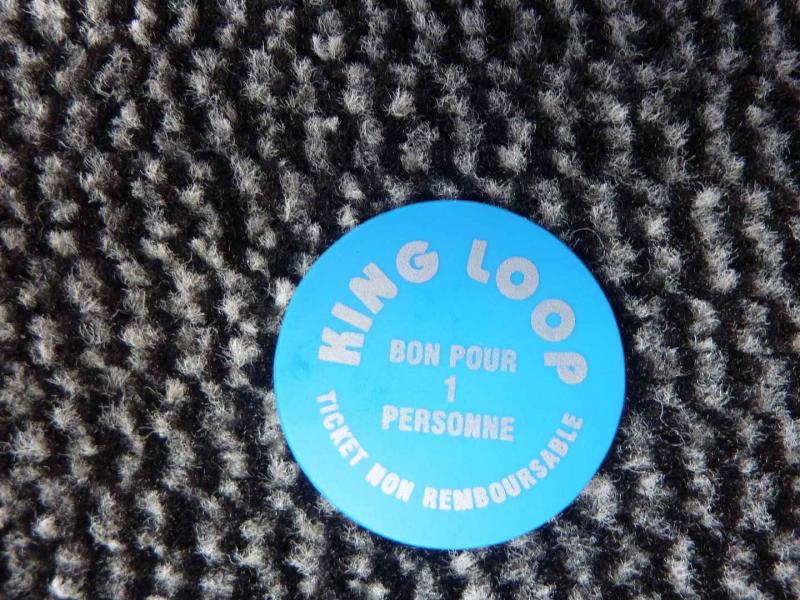 KING LOOP
BON POUR
1
PERSONNE
TICKET NON REMBOURSABLE